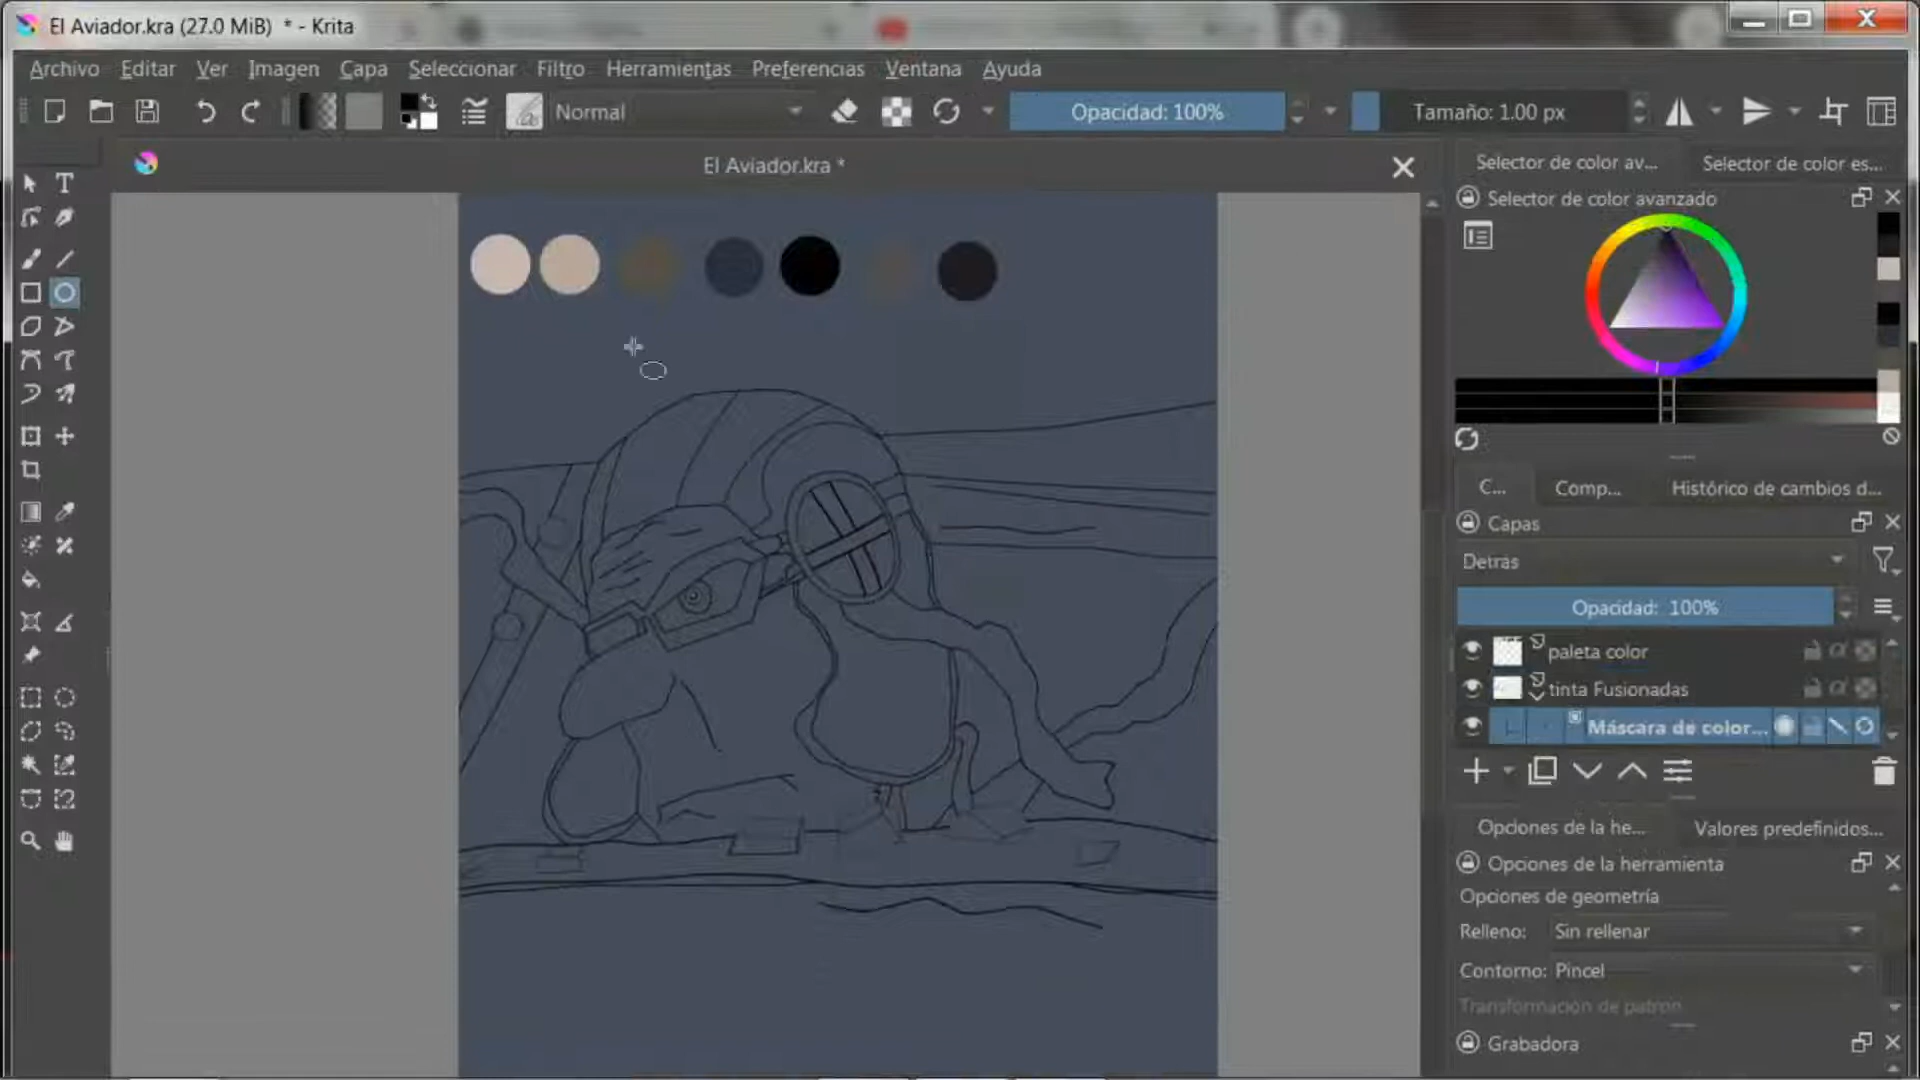 El Aviador.kra (27.0 MiB)  * - Krita
Archivo Editar Ver Imagen Capa Seleccionar Filtro Herramientas Preferencias Ventana Ayuda
Normal Opacidad: 100% Tamaño: 1.00 px
El Aviador.kra *
Selector de color av... Selector de color es...
Selector de color avanzado
C... Comp... Histórico de cambios d...
Capas
Detrás
Opacidad: 100%
paleta color
tinta Fusionadas
Máscara de color...
Opciones de la he... Valores predefinidos...
Opciones de la herramienta
Opciones de geometría
Relleno: Sin rellenar
Contorno: Pincel
Transformación de patrón
Grabadora